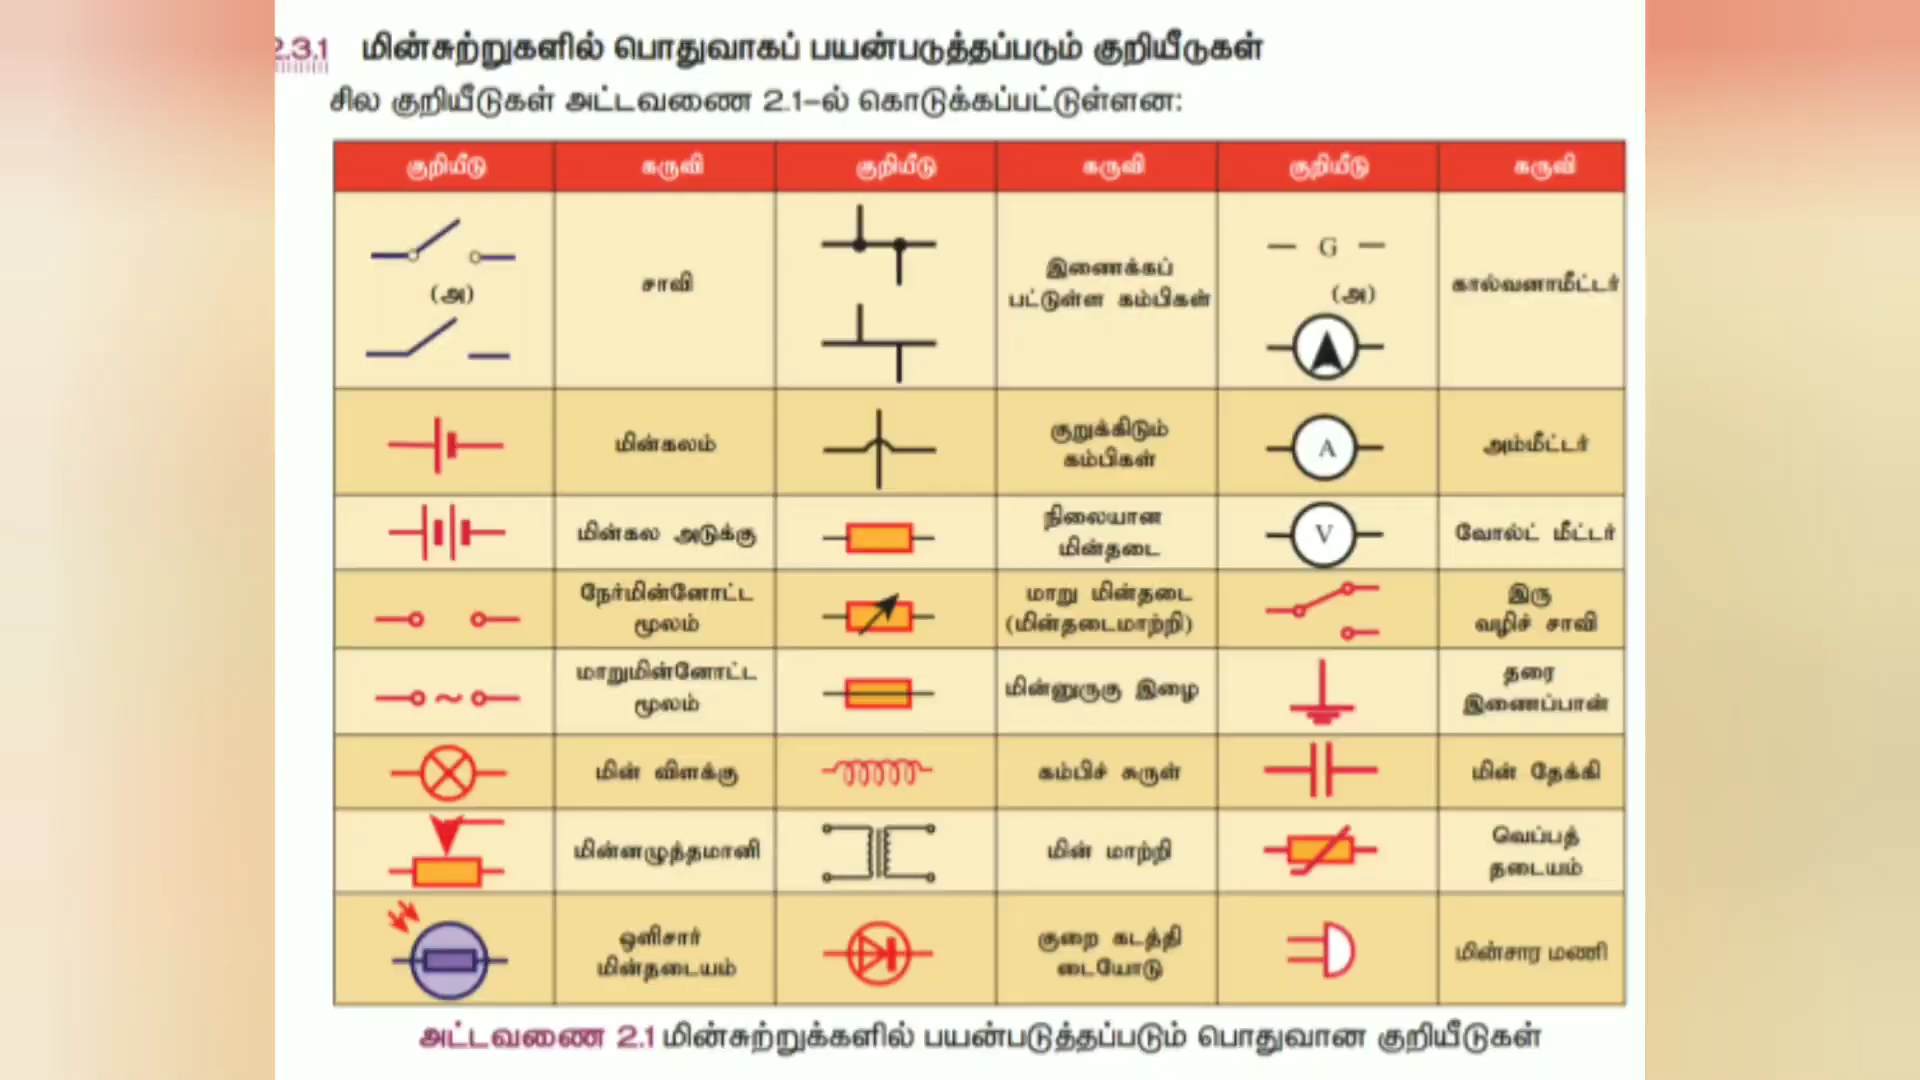 2.3.1 மின்சுற்றுகளில் பொதுவாகப் பயன்படுத்தப்படும் குறியீடுகள்
சில குறியீடுகள் அட்டவணை 2.1-ல் கொடுக்கப்பட்டுள்ளன:
குறியீடு கருவி குறியீடு கருவி குறியீடு கருவி
(அ) சாவி இணைக்கப்
பட்டுள்ள கம்பிகள் G
(அ) கால்வனாமீட்டர்
மின்கலம் குறுக்கிடும்
கம்பிகள் A அம்மீட்டர்
மின்கல அடுக்கு நிலையான
மின்தடை V வோல்ட் மீட்டர்
நேர்மின்னோட்ட
மூலம் மாறு மின்தடை
(மின்தடைமாற்றி) இரு
வழிச் சாவி
மாறுமின்னோட்ட
மூலம் மின்னுருகு இழை தரை
இணைப்பான்
மின் விளக்கு கம்பிச் சுருள் மின் தேக்கி
மின்னழுத்தமானி மின் மாற்றி வெப்பத்
தடையம்
ஒளிசார்
மின்தடையம் குறை கடத்தி
டையோடு மின்சார மணி
அட்டவணை 2.1 மின்சுற்றுக்களில் பயன்படுத்தப்படும் பொதுவான குறியீடுகள்